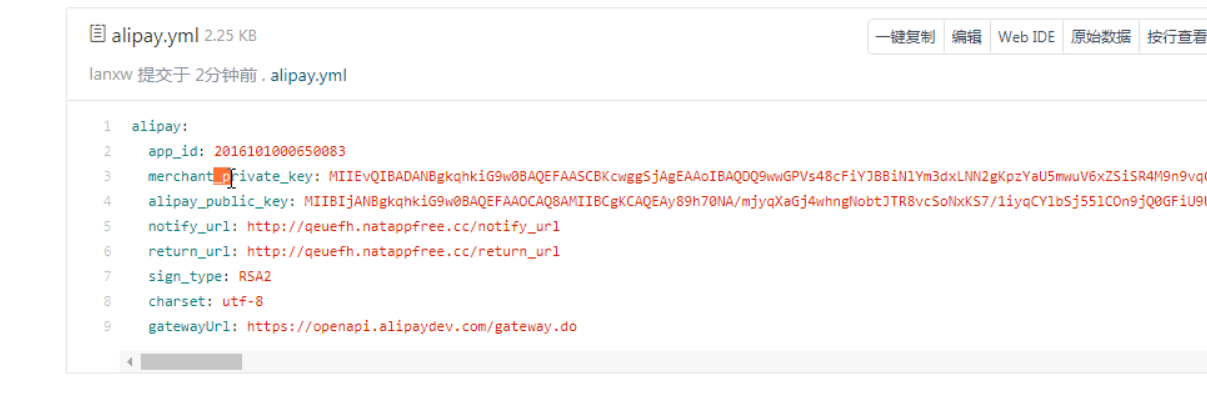 alipay.yml 2.25 KB
一键复制 编辑 Web IDE 原始数据 按行查看
lanxw 提交于 2分钟前 . alipay.yml
1 alipay:
2 app_id: 2016101000650083
3 merchant_private_key: MIIEvQIBADANBgkqhkiG9w0BAQEFAASCBKcwggSjAgEAAoIBAQDQ9wwGPVs48cFiYJBBiNlYm3dxLNN2gKpzYaU5mwuV6xZSiSR4M9n9vq
4 alipay_public_key: MIIBIjANBgkqhkiG9w0BAQEFAAOCAQ8AMIIBCgKCAQEAy89h70NA/mjyqXaGj4whngNobtJTR8vcSoNxKS7/1iyqCYlbSj55lCOn9jQ0GFiU9U
5 notify_url: http://qeuefh.natappfree.cc/notify_url
6 return_url: http://qeuefh.natappfree.cc/return_url
7 sign_type: RSA2
8 charset: utf-8
9 gatewayUrl: https://openapi.alipaydev.com/gateway.do